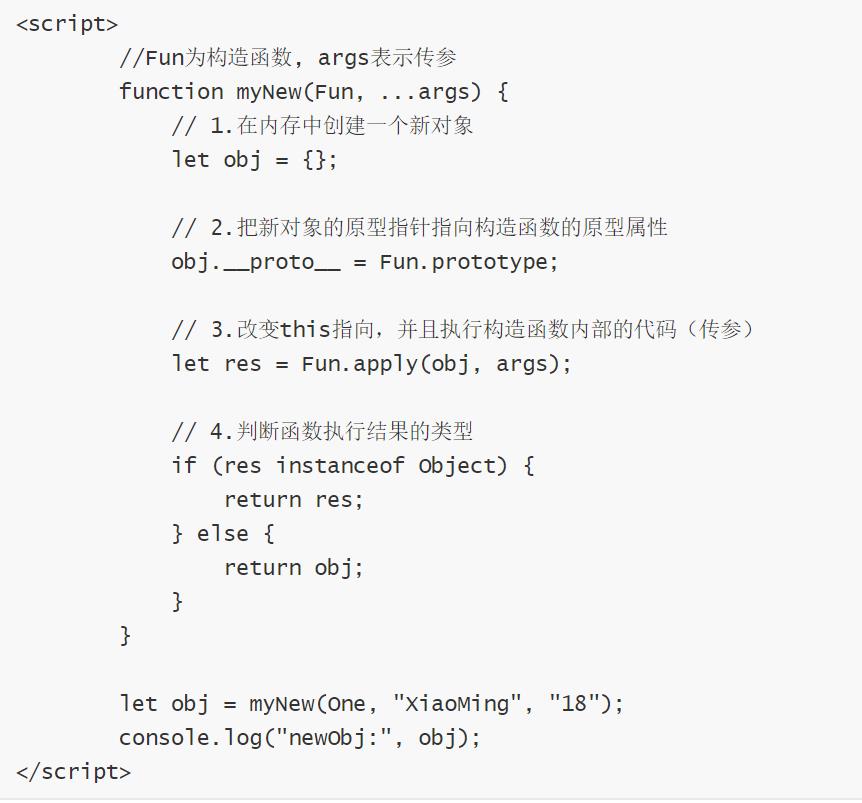 <script>
//Fun为构造函数, args表示传参
function myNew(Fun, ...args) {
// 1.在内存中创建一个新对象
let obj = {};
// 2.把新对象的原型指针指向构造函数的原型属性
obj.__proto__ = Fun.prototype;
// 3.改变this指向，并且执行构造函数内部的代码（传参）
let res = Fun.apply(obj, args);
// 4.判断函数执行结果的类型
if (res instanceof Object) {
return res;
} else {
return obj;
}
}
let obj = myNew(One, "XiaoMing", "18");
console.log("newObj:", obj);
</script>